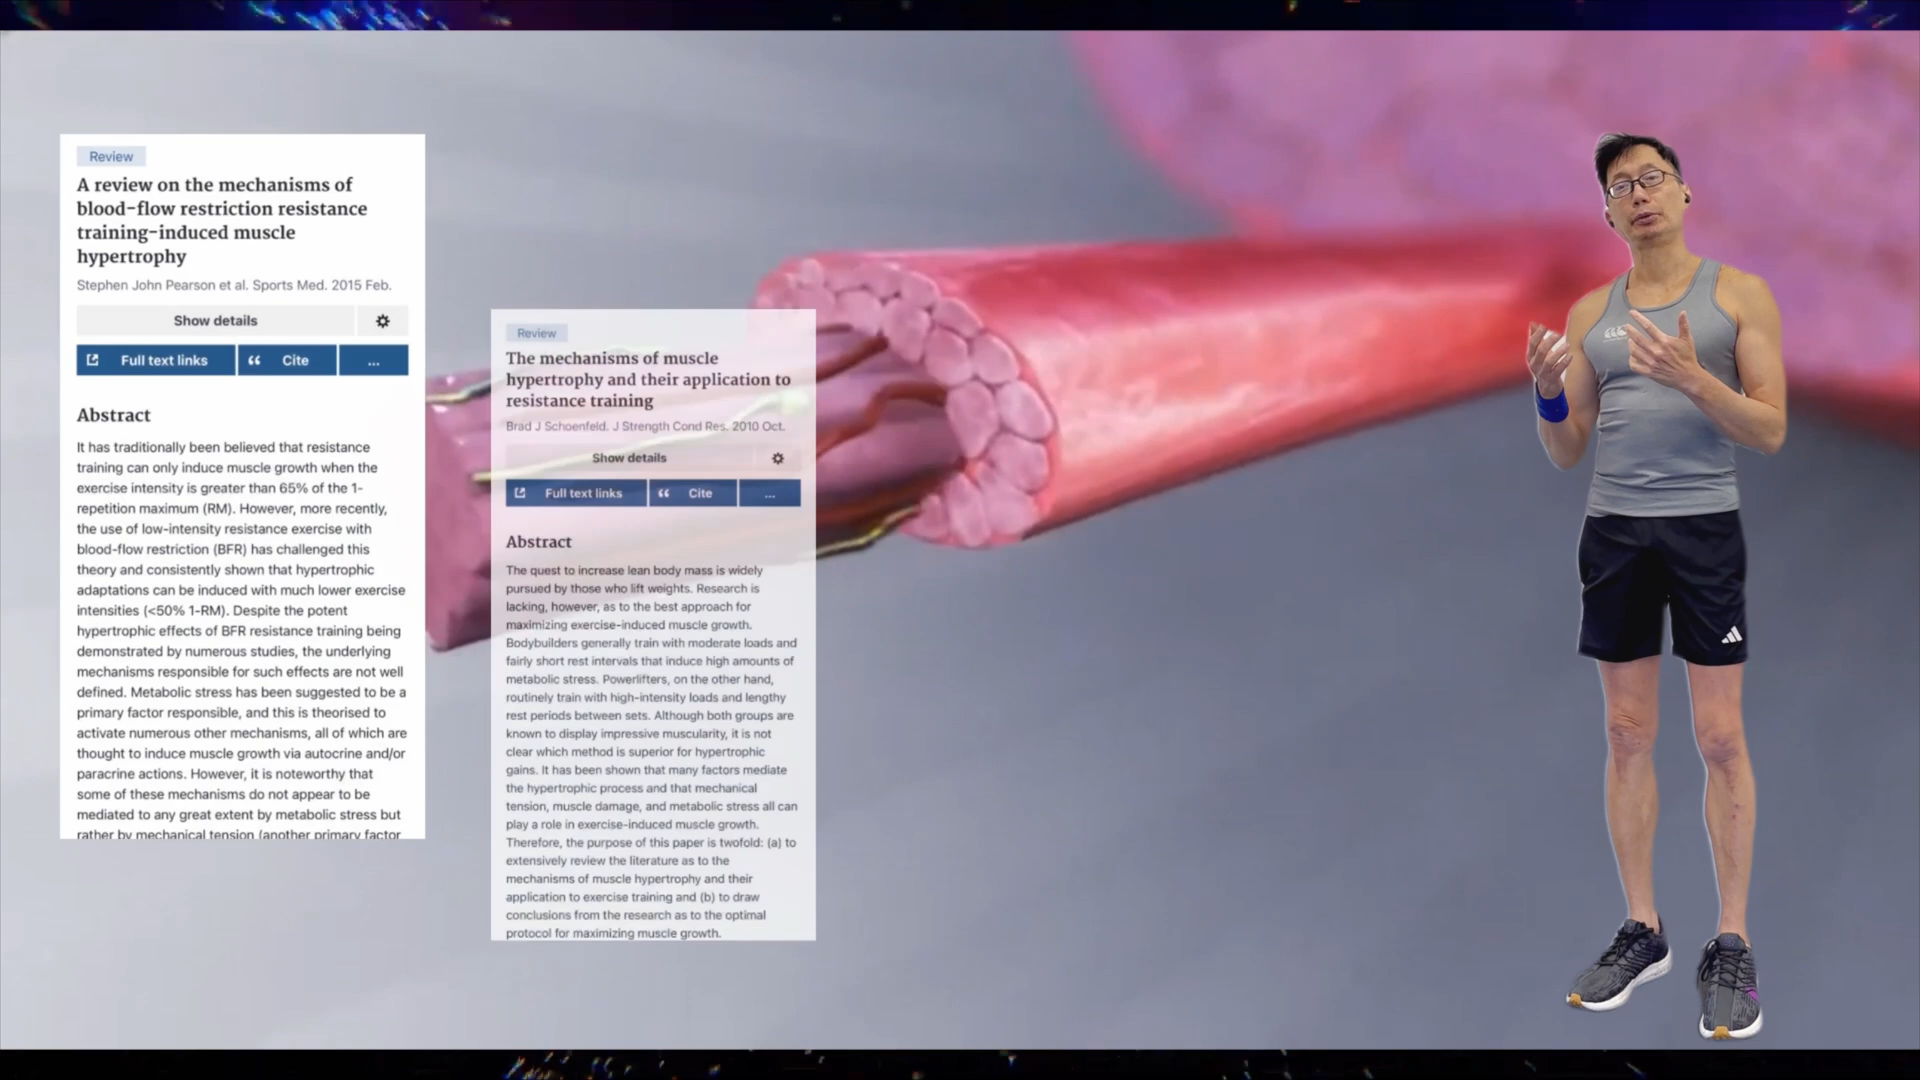 Review
A review on the mechanisms of
blood-flow restriction resistance
training-induced muscle
hypertrophy
Stephen John Pearson et al. Sports Med. 2015 Feb.
Show details
Full text links
Cite
...
Abstract
It has traditionally been believed that resistance
training can only induce muscle growth when the
exercise intensity is greater than 65% of the 1-
repetition maximum (RM). However, more recently,
the use of low-intensity resistance exercise with
blood-flow restriction (BFR) has challenged this
theory and consistently shown that hypertrophic
adaptations can be induced with much lower exercise
intensities (<50% 1-RM). Despite the potent
hypertrophic effects of BFR resistance training being
demonstrated by numerous studies, the underlying
mechanisms responsible for such effects are not well
defined. Metabolic stress has been suggested to be a
primary factor responsible, and this is theorised to
activate numerous other mechanisms, all of which are
thought to induce muscle growth via autocrine and/or
paracrine actions. However, it is noteworthy that
some of these mechanisms do not appear to be
mediated to any great extent by metabolic stress but
rather by mechanical tension (another primary factor
Review
The mechanisms of muscle
hypertrophy and their application to
resistance training
Brad J Schoenfeld. J Strength Cond Res. 2010 Oct.
Show details
Full text links
Cite
...
Abstract
The quest to increase lean body mass is widely
pursued by those who lift weights. Research is
lacking, however, as to the best approach for
maximizing exercise-induced muscle growth.
Bodybuilders generally train with moderate loads and
fairly short rest intervals that induce high amounts of
metabolic stress. Powerlifters, on the other hand,
routinely train with high-intensity loads and lengthy
rest periods between sets. Although both groups are
known to display impressive muscularity, it is not
clear which method is superior for hypertrophic
gains. It has been shown that many factors mediate
the hypertrophic process and that mechanical
tension, muscle damage, and metabolic stress all can
play a role in exercise-induced muscle growth.
Therefore, the purpose of this paper is twofold: (a) to
extensively review the literature as to the
mechanisms of muscle hypertrophy and their
application to exercise training and (b) to draw
conclusions from the research as to the optimal
protocol for maximizing muscle growth.